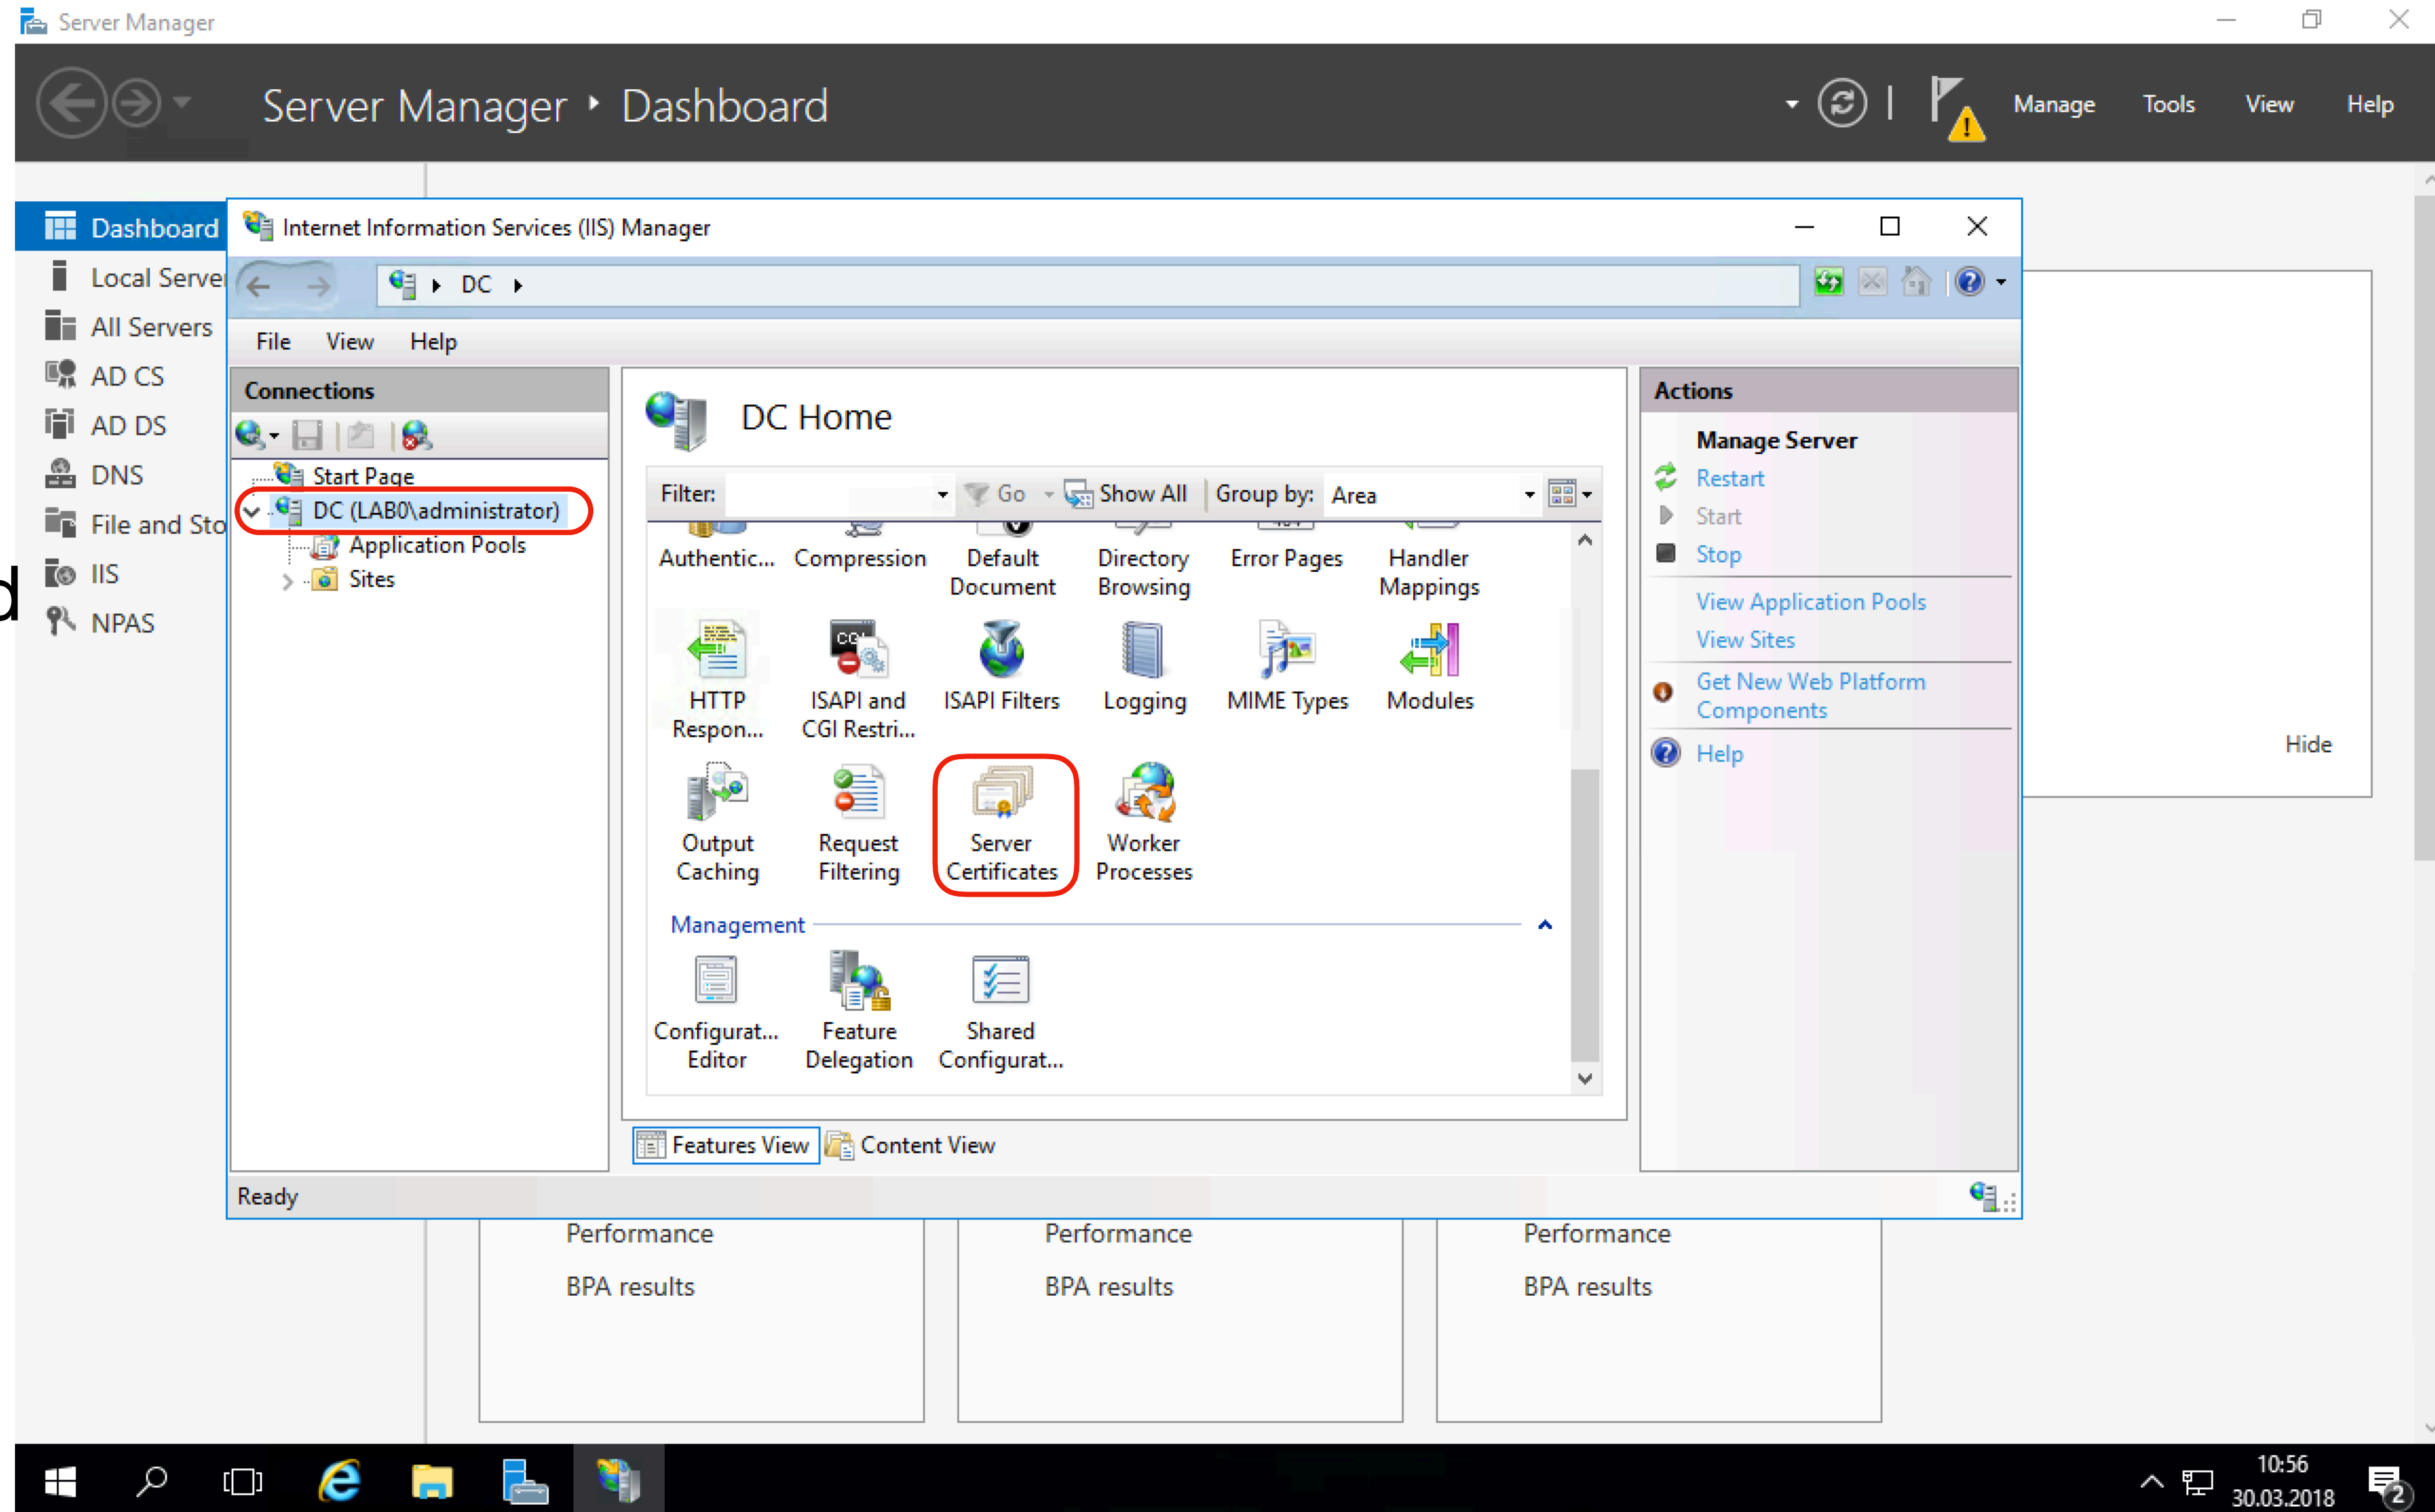 Server Manager
Server Manager ‣ Dashboard
Manage Tools View Help
Dashboard
Local Server
All Servers
AD CS
AD DS
DNS
File and Sto
IIS
NPAS
d
Internet Information Services (IIS) Manager
DC
File View Help
Connections
Start Page
DC (LAB0\administrator)
Application Pools
Sites
DC Home
Filter: Go Show All Group by: Area
Authentic... Compression Default Document Directory Browsing Error Pages Handler Mappings
HTTP Respon... ISAPI and CGI Restri... ISAPI Filters Logging MIME Types Modules
Output Caching Request Filtering Server Certificates Worker Processes
Management
Configurat... Editor Feature Delegation Shared Configurat...
Features View Content View
Ready
Actions
Manage Server
Restart
Start
Stop
View Application Pools
View Sites
Get New Web Platform
Components
Help
Hide
Performance Performance Performance
BPA results BPA results BPA results
10:56
30.03.2018
2